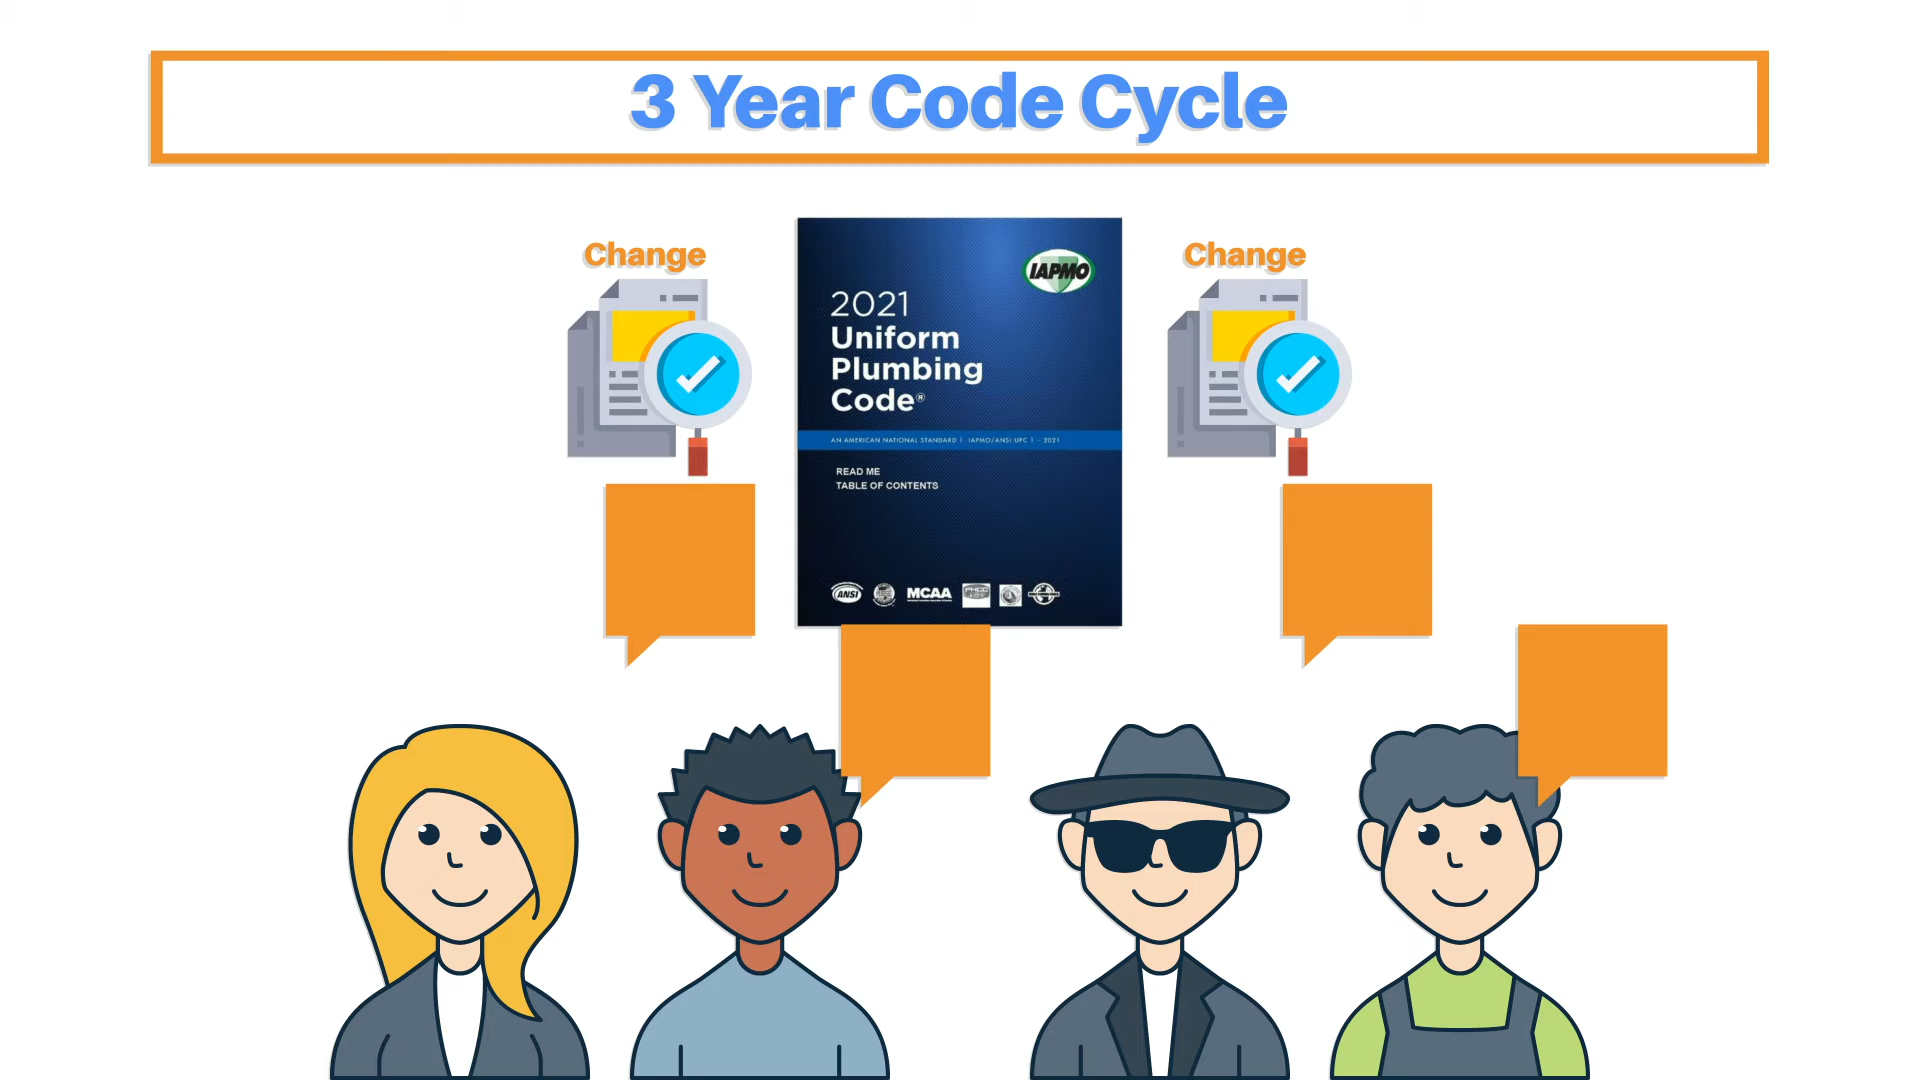 3 Year Code Cycle
Change
Change
IAPMO
2021
Uniform
Plumbing
Code®
AN AMERICAN NATIONAL STANDARD | IAPMO/ANSI UPC 1 - 2021
READ ME
TABLE OF CONTENTS
ANSI
MCAA